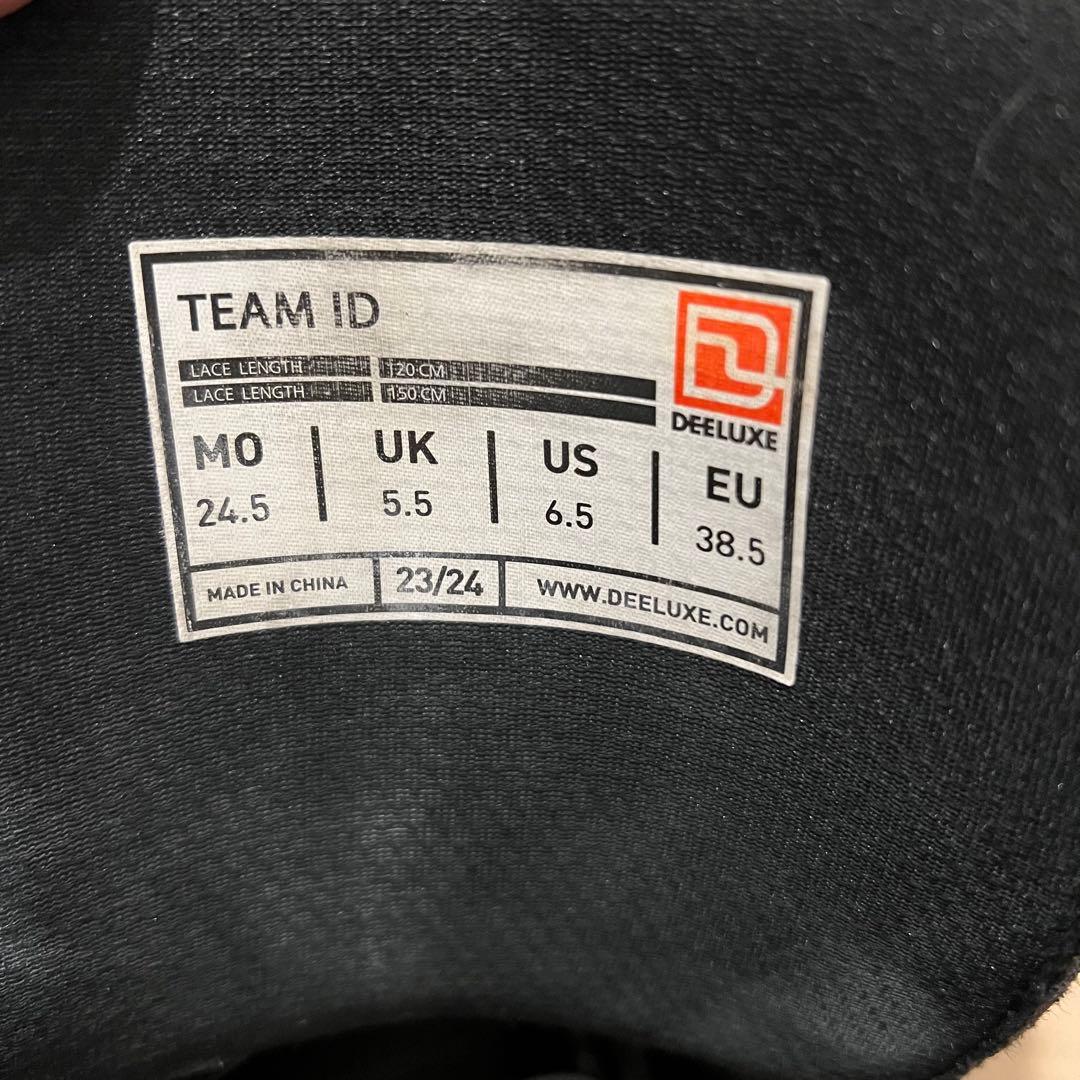 TEAM ID
LACE LENGTH 120 CM
LACE LENGTH 150 CM
DEELUXE
MO UK US EU
24.5 5.5 6.5 38.5
MADE IN CHINA 23/24 WWW.DEELUXE.COM